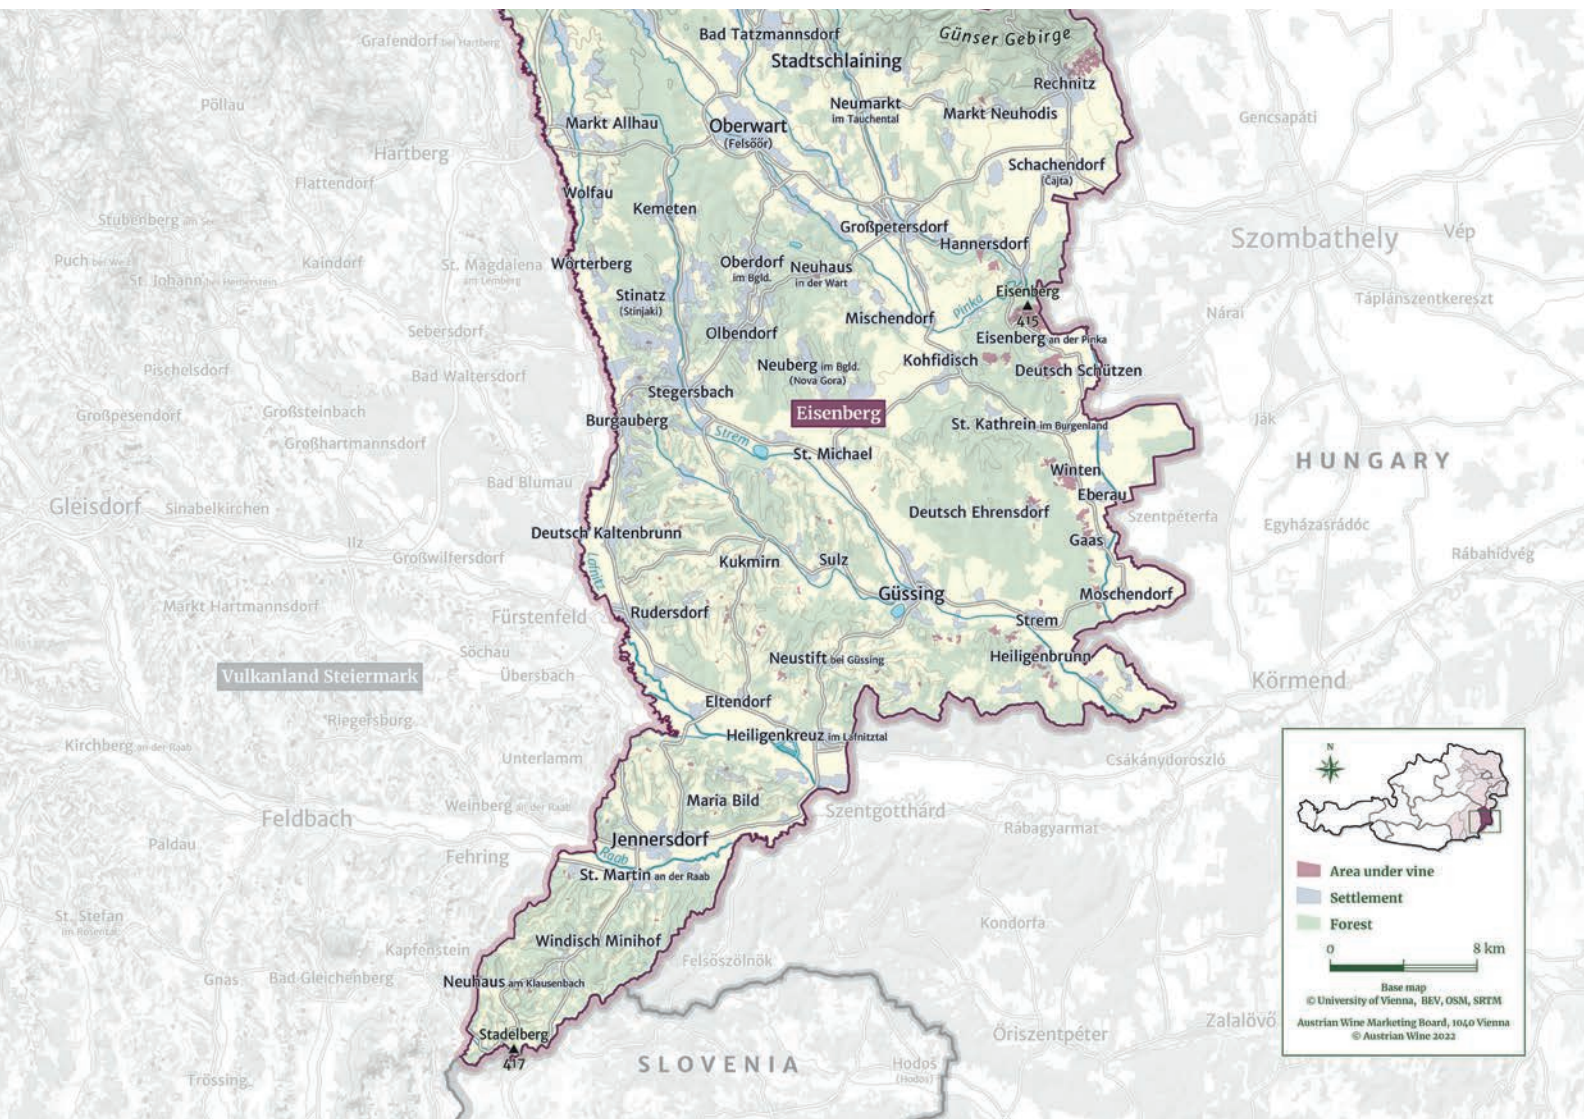 Grafendorf bei Hartberg
Bad Tatzmannsdorf
Günser Gebirge
Stadtschlaining
Rechnitz
Pöllau
Neumarkt
im Tauchental
Markt Neuhodis
Gencsapáti
Markt Allhau
Oberwart
(Felsőőr)
Hartberg
Schachendorf
(Čajta)
Flattendorf
Wolfau
Kemeten
Stubenberg am See
Großpetersdorf
Hannersdorf
Szombathely
Vép
Puch bei Weiz
St. Johann bei Herberstein
Kaindorf
St. Magdalena
am Lemberg
Wörterberg
Oberdorf
im Bgld.
Neuhaus
in der Wart
Stinatz
(Stinjaki)
Eisenberg
415
Pinka
Táplánszentkereszt
Nárai
Sebersdorf
Olbendorf
Mischendorf
Eisenberg an der Pinka
Pischelsdorf
Bad Waltersdorf
Neuberg im Bgld.
(Nova Gora)
Kohfidisch
Deutsch Schützen
Stegersbach
Großpesendorf
Großsteinbach
Burgauberg
Eisenberg
St. Kathrein im Burgenland
Ják
Großhartmannsdorf
Strem
St. Michael
HUNGARY
Winten
Bad Blumau
Eberau
Gleisdorf
Sinabelkirchen
Deutsch Ehrensdorf
Szentpéterfa
Egyházasrádóc
Deutsch Kaltenbrunn
Ilz
Gaas
Großwilfersdorf
Rábahídvég
Lafnitz
Kukmirn
Sulz
Güssing
Moschendorf
Markt Hartmannsdorf
Fürstenfeld
Rudersdorf
Strem
Söchau
Neustift bei Güssing
Heiligenbrunn
Vulkanland Steiermark
Übersbach
Körmend
Eltendorf
Riegersburg
Heiligenkreuz im Lafnitztal
Kirchberg an der Raab
Unterlamm
Csákánydoroszló
Maria Bild
Weinberg an der Raab
Szentgotthárd
Feldbach
Rábagyarmat
Jennersdorf
Paldau
Fehring
Raab
St. Martin an der Raab
St. Stefan
im Rosental
Kondorfa
Windisch Minihof
Kapfenstein
Felsőszölnök
Gnas
Bad Gleichenberg
Neuhaus am Klausenbach
Stadelberg
417
Őriszentpéter
Zalalövő
SLOVENIA
Hodoš
(Hodos)
Trössing
N
Area under vine
Settlement
Forest
0 8 km
Base map
© University of Vienna, BEV, OSM, SRTM
Austrian Wine Marketing Board, 1040 Vienna
© Austrian Wine 2022